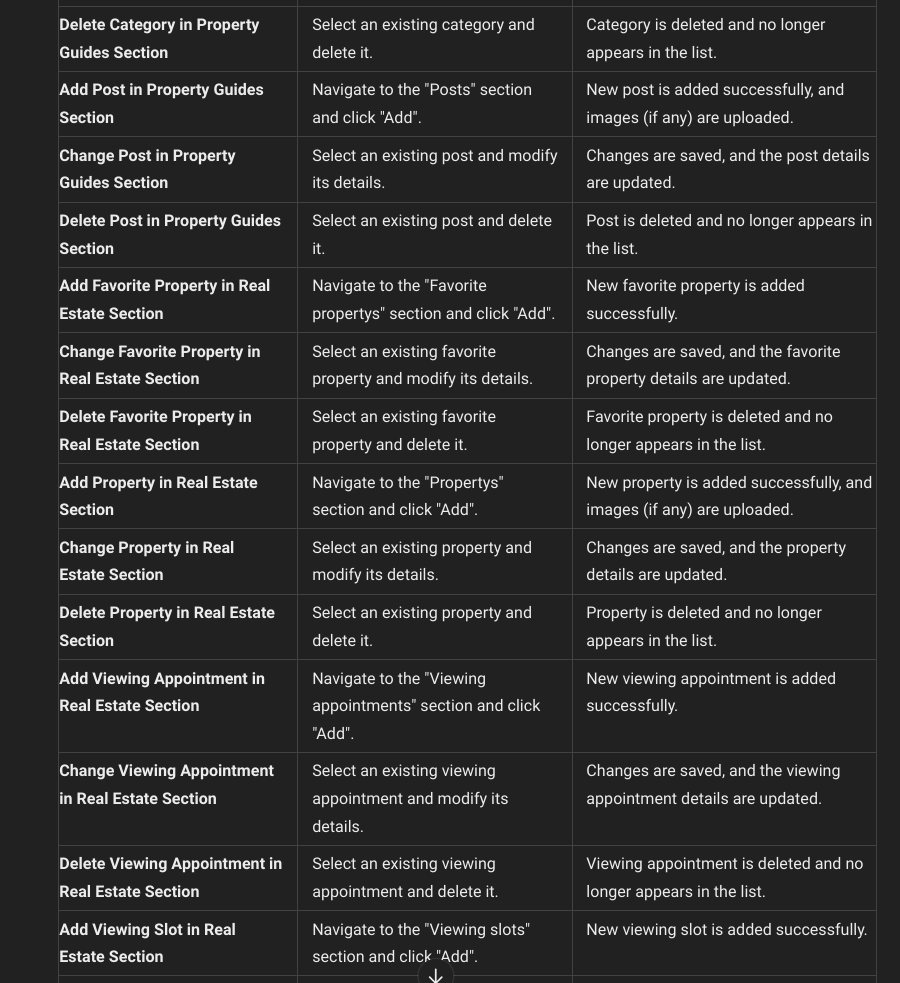 Delete Category in Property
Guides Section
Select an existing category and
delete it.
Category is deleted and no longer
appears in the list.
Add Post in Property Guides
Section
Navigate to the "Posts" section
and click "Add".
New post is added successfully, and
images (if any) are uploaded.
Change Post in Property
Guides Section
Select an existing post and modify
its details.
Changes are saved, and the post details
are updated.
Delete Post in Property Guides
Section
Select an existing post and delete
it.
Post is deleted and no longer appears in
the list.
Add Favorite Property in Real
Estate Section
Navigate to the "Favorite
propertys" section and click "Add".
New favorite property is added
successfully.
Change Favorite Property in
Real Estate Section
Select an existing favorite
property and modify its details.
Changes are saved, and the favorite
property details are updated.
Delete Favorite Property in
Real Estate Section
Select an existing favorite
property and delete it.
Favorite property is deleted and no
longer appears in the list.
Add Property in Real Estate
Section
Navigate to the "Propertys"
section and click "Add".
New property is added successfully, and
images (if any) are uploaded.
Change Property in Real
Estate Section
Select an existing property and
modify its details.
Changes are saved, and the property
details are updated.
Delete Property in Real Estate
Section
Select an existing property and
delete it.
Property is deleted and no longer
appears in the list.
Add Viewing Appointment in
Real Estate Section
Navigate to the "Viewing
appointments" section and click
"Add".
New viewing appointment is added
successfully.
Change Viewing Appointment
in Real Estate Section
Select an existing viewing
appointment and modify its
details.
Changes are saved, and the viewing
appointment details are updated.
Delete Viewing Appointment in
Real Estate Section
Select an existing viewing
appointment and delete it.
Viewing appointment is deleted and no
longer appears in the list.
Add Viewing Slot in Real
Estate Section
Navigate to the "Viewing slots"
section and click "Add".
New viewing slot is added successfully.